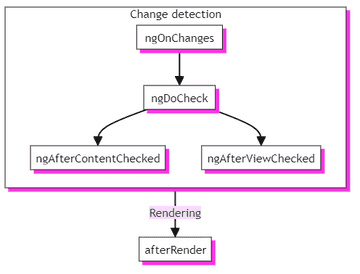 Change detection
ngOnChanges
ngDoCheck
ngAfterContentChecked
ngAfterViewChecked
Rendering
afterRender